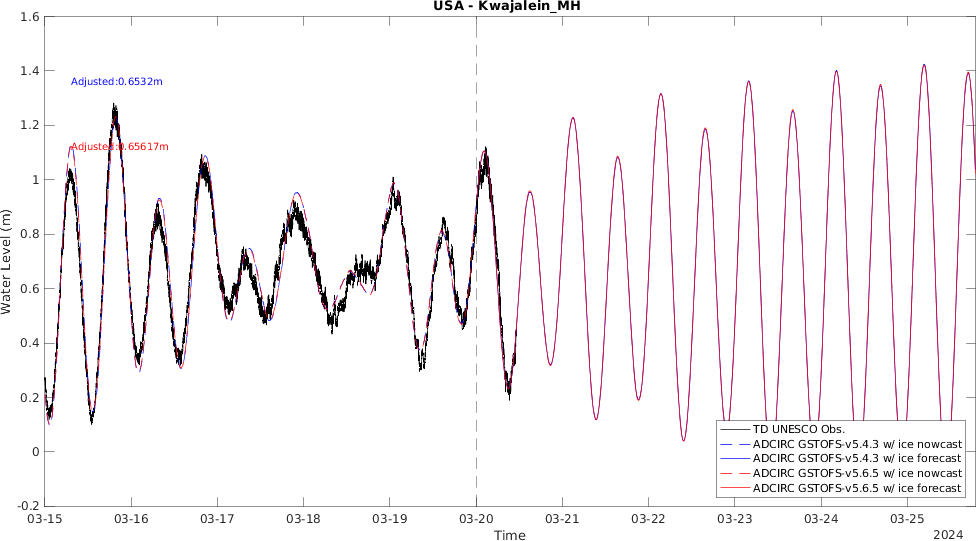 USA - Kwajalein_MH
1.6
1.4
1.2
1
0.8
0.6
0.4
0.2
0
-0.2
Water Level (m)
Adjusted:0.6532m
Adjusted:0.65617m
TD UNESCO Obs.
ADCIRC GSTOFS-v5.4.3 w/ ice nowcast
ADCIRC GSTOFS-v5.4.3 w/ ice forecast
ADCIRC GSTOFS-v5.6.5 w/ ice nowcast
ADCIRC GSTOFS-v5.6.5 w/ ice forecast
03-15 03-16 03-17 03-18 03-19 03-20 03-21 03-22 03-23 03-24 03-25
Time
2024